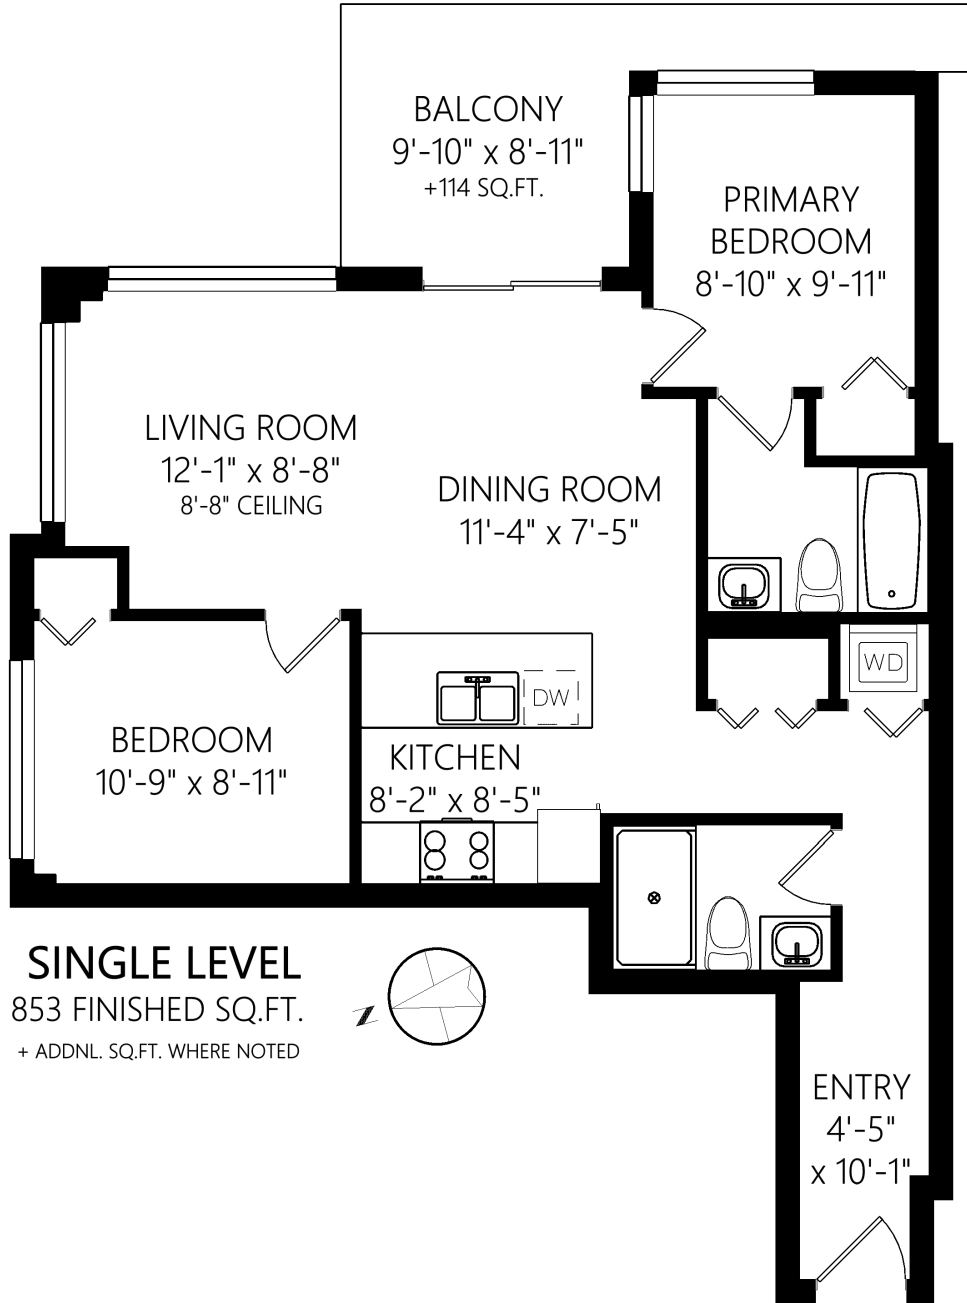 BALCONY
9'-10" x 8'-11"
+114 SQ.FT.
PRIMARY
BEDROOM
8'-10" x 9'-11"
LIVING ROOM
12'-1" x 8'-8"
8'-8" CEILING
DINING ROOM
11'-4" x 7'-5"
WD
DW
BEDROOM
10'-9" x 8'-11"
KITCHEN
8'-2" x 8'-5"
SINGLE LEVEL
853 FINISHED SQ.FT.
+ ADDNL. SQ.FT. WHERE NOTED
Z
ENTRY
4'-5"
x 10'-1"